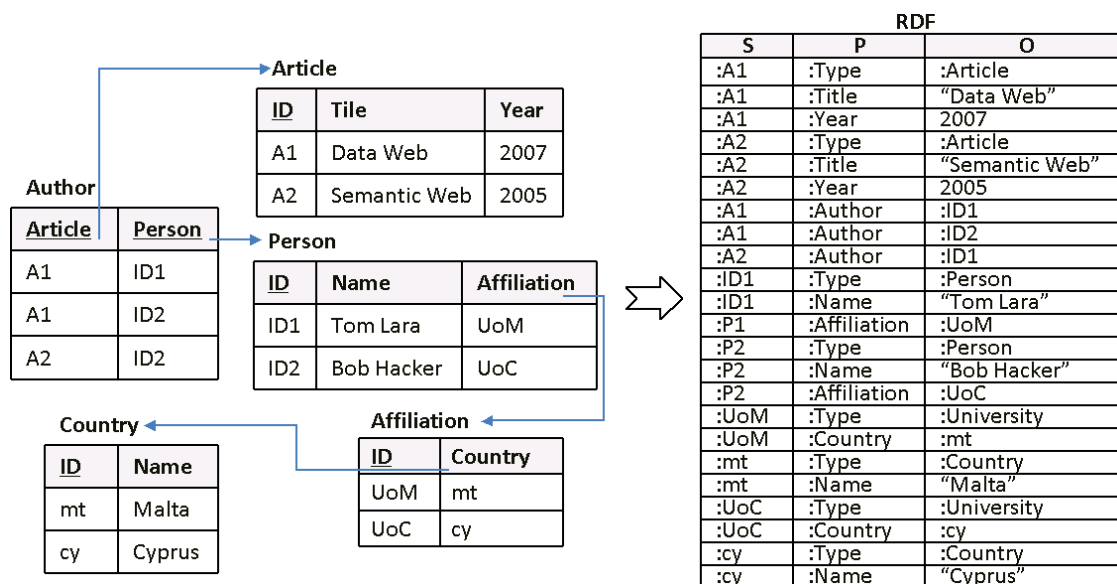 Article
ID Tile Year
A1 Data Web 2007
A2 Semantic Web 2005
Author
Article Person
A1 ID1
A1 ID2
A2 ID2
Person
ID Name Affiliation
ID1 Tom Lara UoM
ID2 Bob Hacker UoC
Country
ID Name
mt Malta
cy Cyprus
Affiliation
ID Country
UoM mt
UoC cy
RDF
S P O
:A1 :Type :Article
:A1 :Title “Data Web”
:A1 :Year 2007
:A2 :Type :Article
:A2 :Title “Semantic Web”
:A2 :Year 2005
:A1 :Author :ID1
:A1 :Author :ID2
:A2 :Author :ID1
:ID1 :Type :Person
:ID1 :Name “Tom Lara”
:P1 :Affiliation :UoM
:P2 :Type :Person
:P2 :Name “Bob Hacker”
:P2 :Affiliation :UoC
:UoM :Type :University
:UoM :Country :mt
:mt :Type :Country
:mt :Name “Malta”
:UoC :Type :University
:UoC :Country :cy
:cy :Type :Country
:cy :Name “Cyprus”